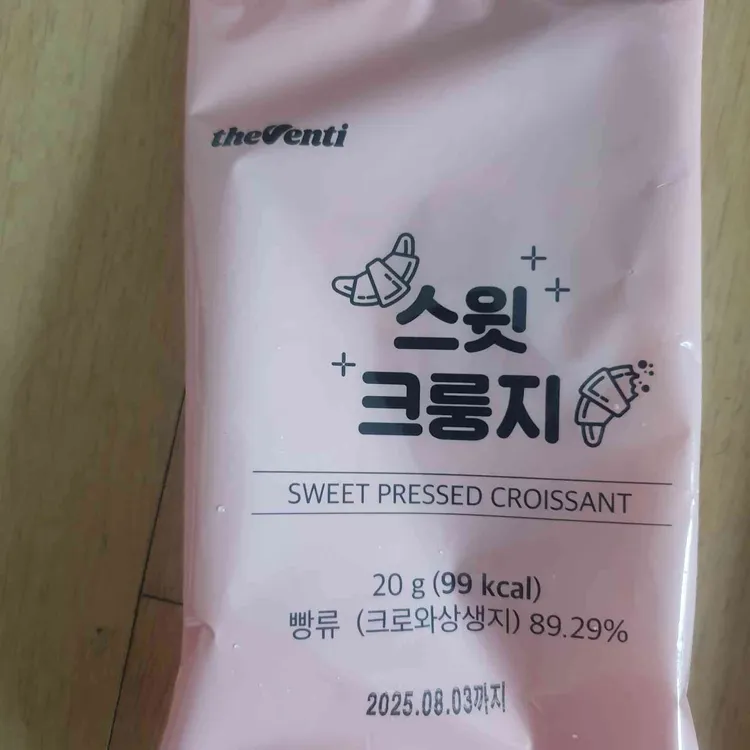 theVenti
스윗
크룽지
SWEET PRESSED CROISSANT
20 g (99 kcal)
빵류 (크로와상생지) 89.29%
2025.08.03까지